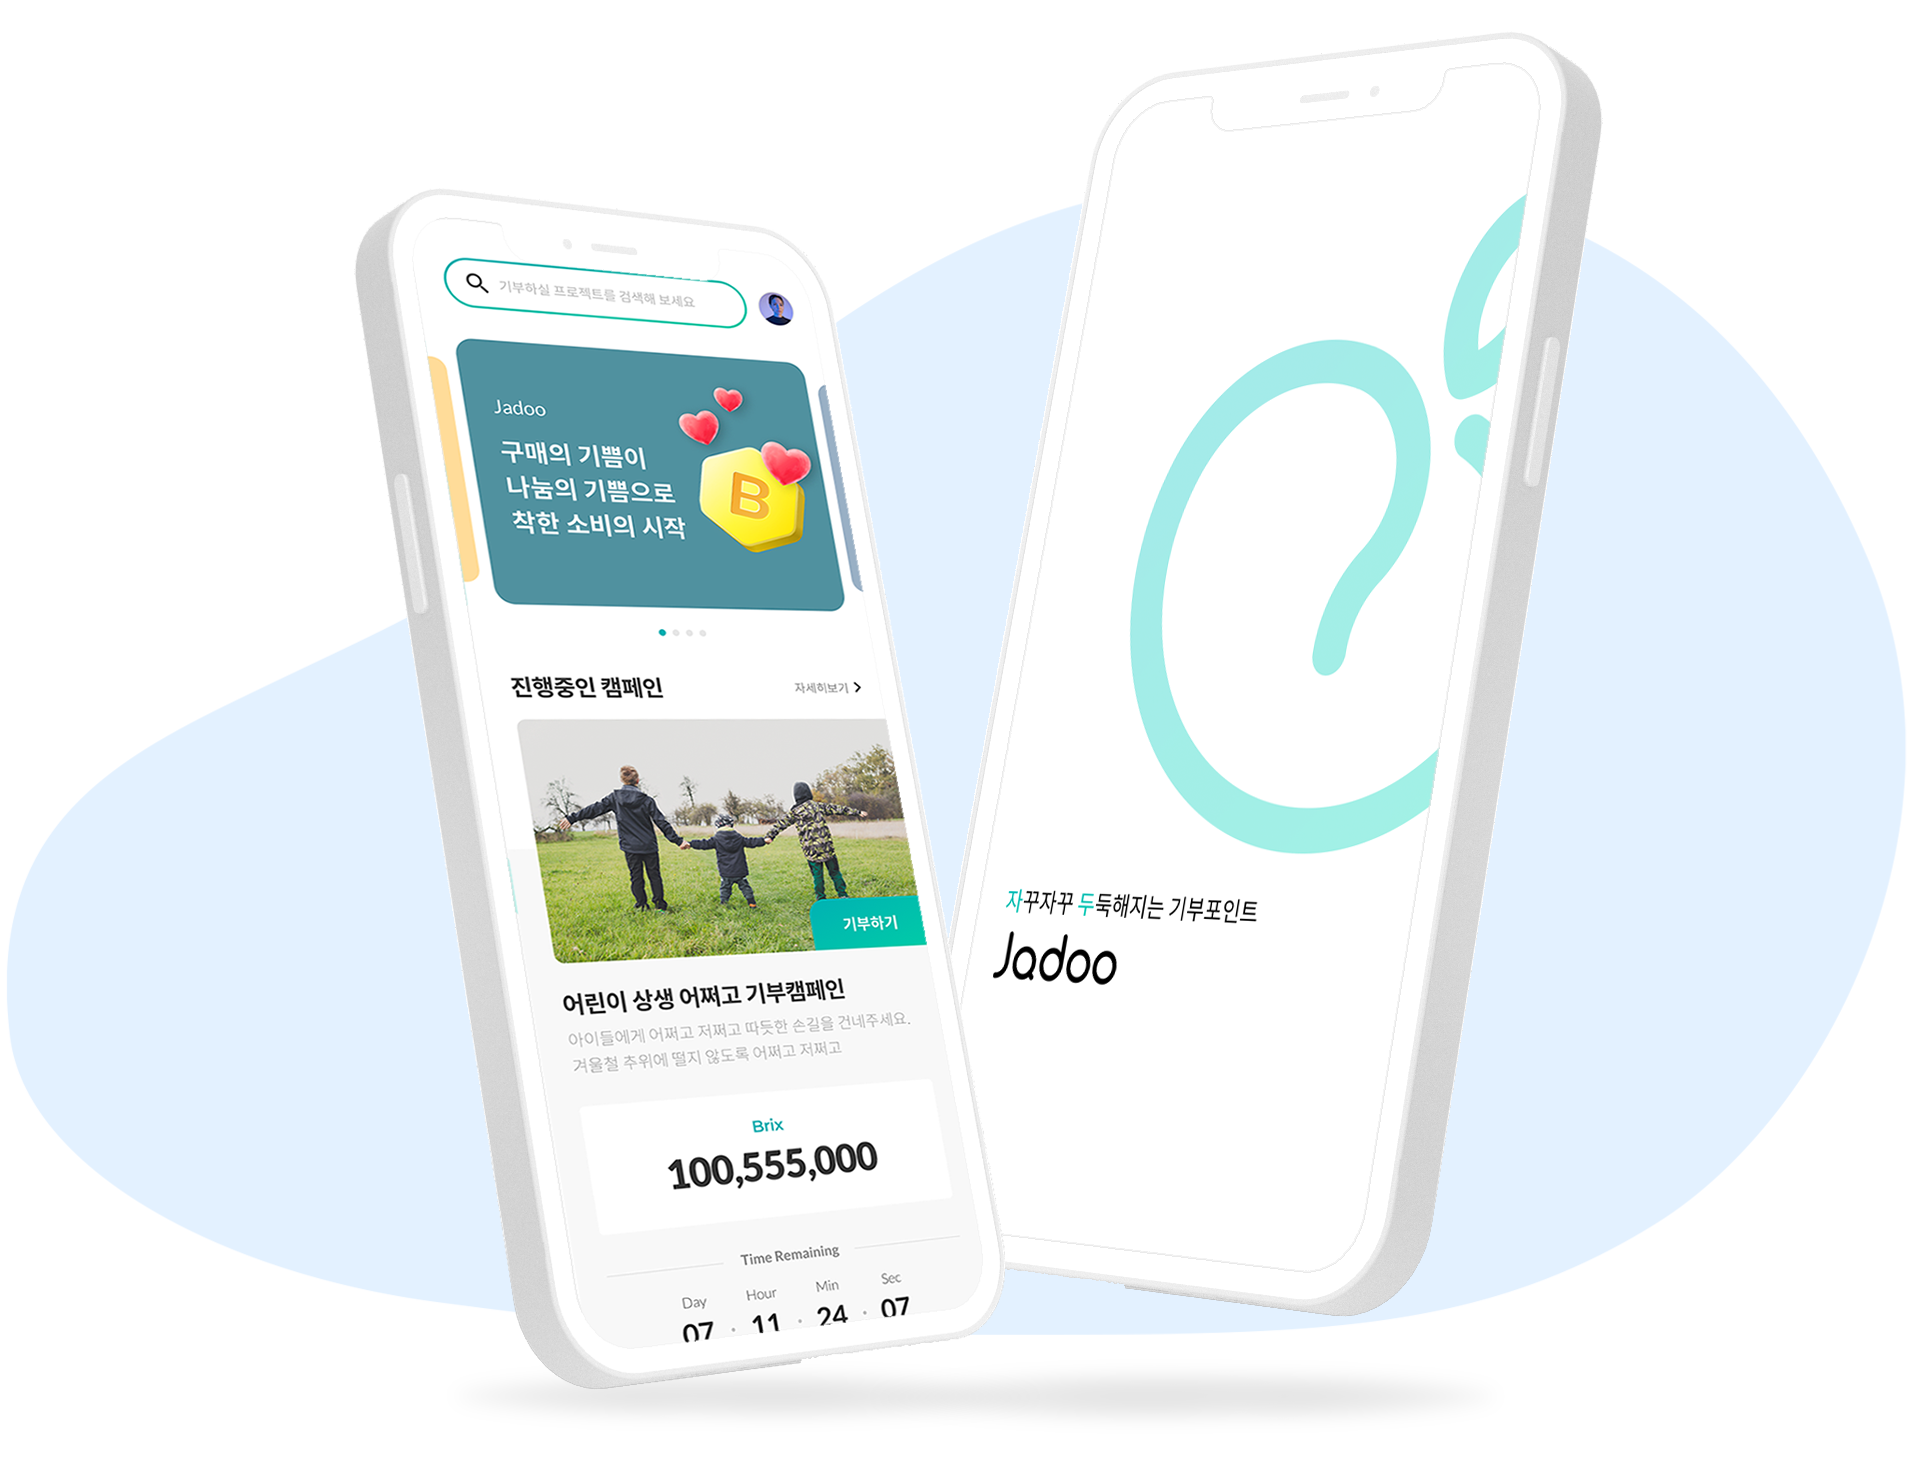 기부하실 프로젝트를 검색해 보세요
Jadoo
구매의 기쁨이
나눔의 기쁨으로
착한 소비의 시작
B
진행중인 캠페인
자세히보기
기부하기
어린이 상생 어쩌고 기부캠페인
아이들에게 어쩌고 저쩌고 따듯한 손길을 건네주세요.
겨울철 추위에 떨지 않도록 어쩌고 저쩌고
Brix
100,555,000
Time Remaining
Day Hour Min Sec
07 · 11 · 24 · 07
자꾸자꾸 두둑해지는 기부포인트
Jadoo